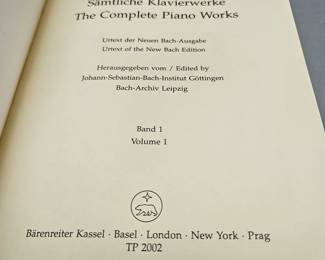 Sämtliche Klavierwerke
The Complete Piano Works
Urtext der Neuen Bach-Ausgabe
Urtext of the New Bach Edition
Herausgegeben vom / Edited by
Johann-Sebastian-Bach-Institut Göttingen
Bach-Archiv Leipzig
Band 1
Volume 1
Bärenreiter Kassel · Basel · London · New York · Prag
TP 2002